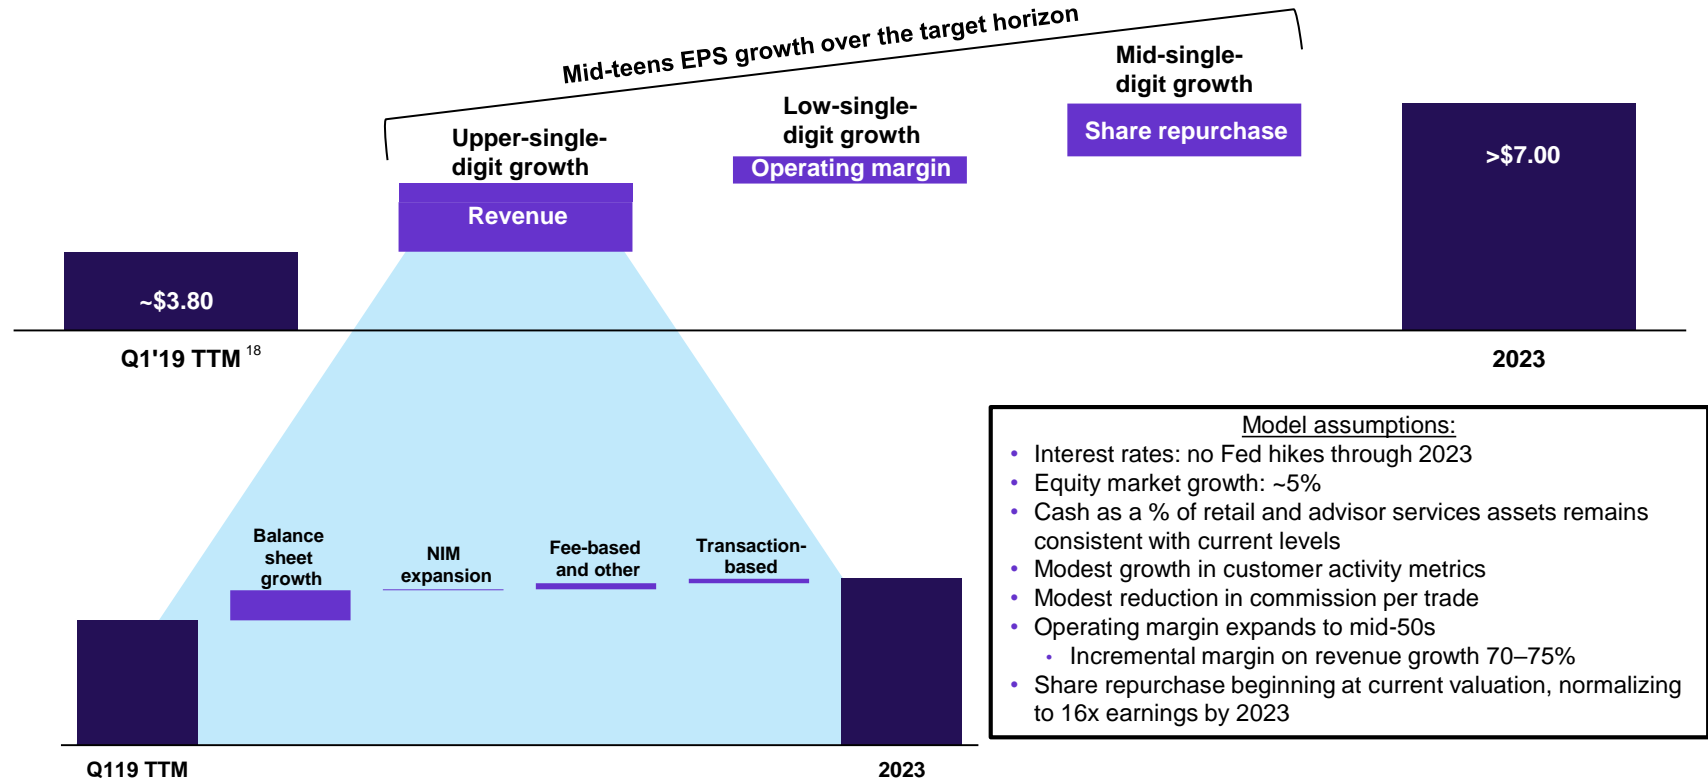 Mid-teens EPS growth over the target horizon
Upper-single-
digit growth
Revenue
Low-single-
digit growth
Operating margin
Mid-single-
digit growth
Share repurchase
~$3.80
>$7.00
Q1'19 TTM 18
2023
Balance
sheet
growth
NIM
expansion
Fee-based
and other
Transaction-
based
Q119 TTM
2023
Model assumptions:
• Interest rates: no Fed hikes through 2023
• Equity market growth: ~5%
• Cash as a % of retail and advisor services assets remains
consistent with current levels
• Modest growth in customer activity metrics
• Modest reduction in commission per trade
• Operating margin expands to mid-50s
• Incremental margin on revenue growth 70–75%
• Share repurchase beginning at current valuation, normalizing
to 16x earnings by 2023